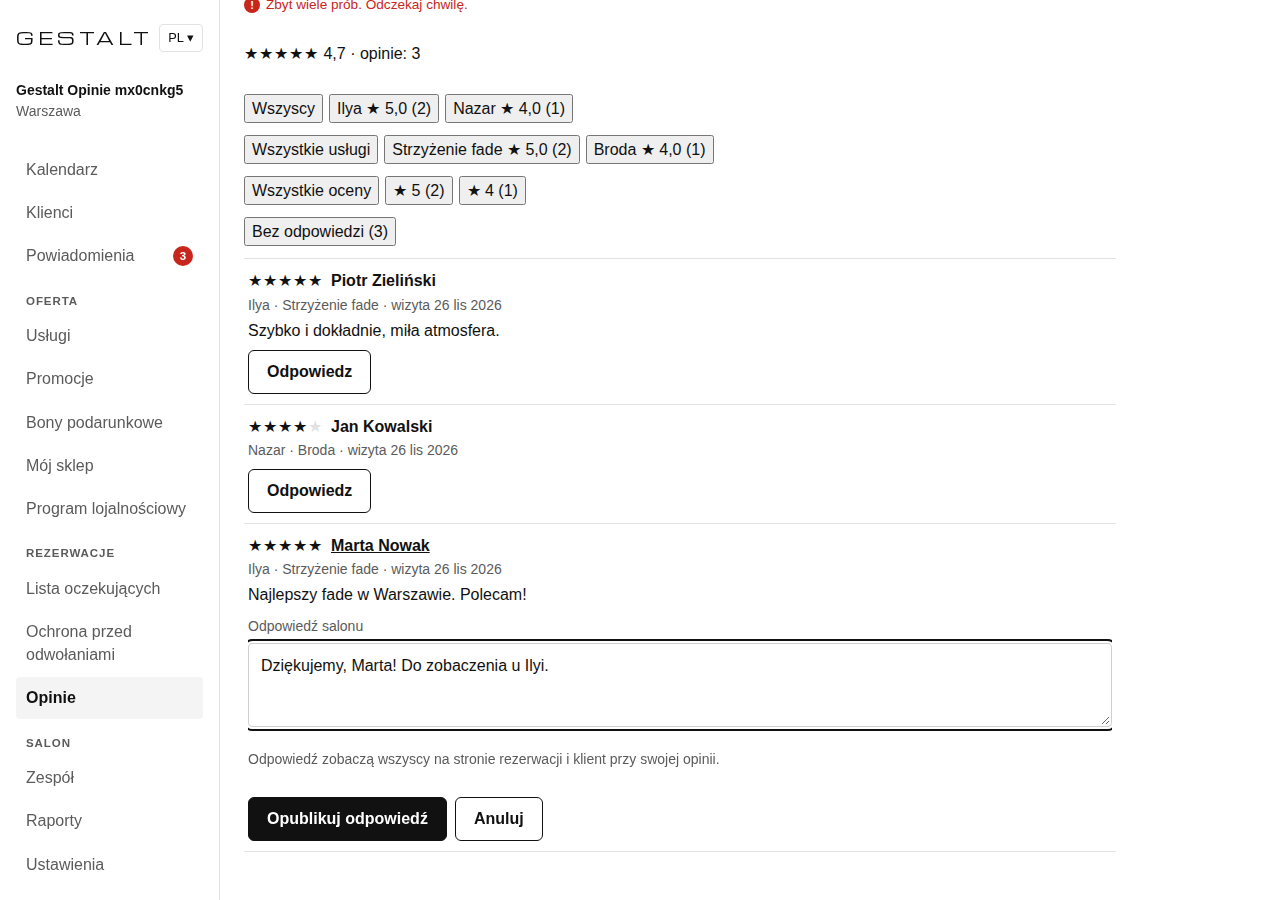 Zbyt wiele prób. Odczekaj chwilę.
GESTALT
PL ▾
★★★★★ 4,7 · opinie: 3
Gestalt Opinie mx0cnkg5
Warszawa
Kalendarz
Klienci
Powiadomienia 3
OFERTA
Usługi
Promocje
Bony podarunkowe
Mój sklep
Program lojalnościowy
REZERWACJE
Lista oczekujących
Ochrona przed
odwołaniami
Opinie
SALON
Zespół
Raporty
Ustawienia
Wszyscy Ilya ★ 5,0 (2) Nazar ★ 4,0 (1)
Wszystkie usługi Strzyżenie fade ★ 5,0 (2) Broda ★ 4,0 (1)
Wszystkie oceny ★ 5 (2) ★ 4 (1)
Bez odpowiedzi (3)
★★★★★ Piotr Zieliński
Ilya · Strzyżenie fade · wizyta 26 lis 2026
Szybko i dokładnie, miła atmosfera.
Odpowiedz
★★★★★ Jan Kowalski
Nazar · Broda · wizyta 26 lis 2026
Odpowiedz
★★★★★ Marta Nowak
Ilya · Strzyżenie fade · wizyta 26 lis 2026
Najlepszy fade w Warszawie. Polecam!
Odpowiedź salonu
Dziękujemy, Marta! Do zobaczenia u Ilyi.
Odpowiedź zobaczą wszyscy na stronie rezerwacji i klient przy swojej opinii.
Opublikuj odpowiedź Anuluj